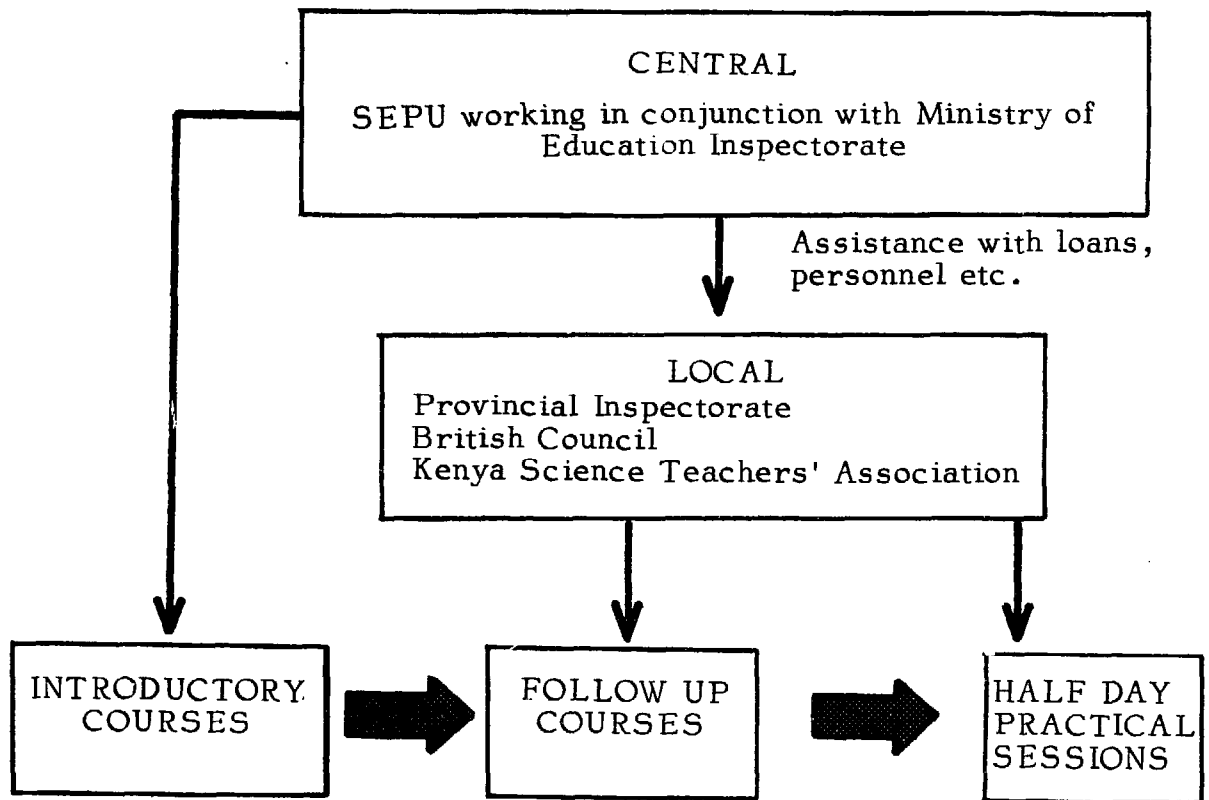 CENTRAL
SEPU working in conjunction with Ministry of
Education Inspectorate
Assistance with loans,
personnel etc.
LOCAL
Provincial Inspectorate
British Council
Kenya Science Teachers' Association
INTRODUCTORY
COURSES
FOLLOW UP
COURSES
HALF DAY
PRACTICAL
SESSIONS